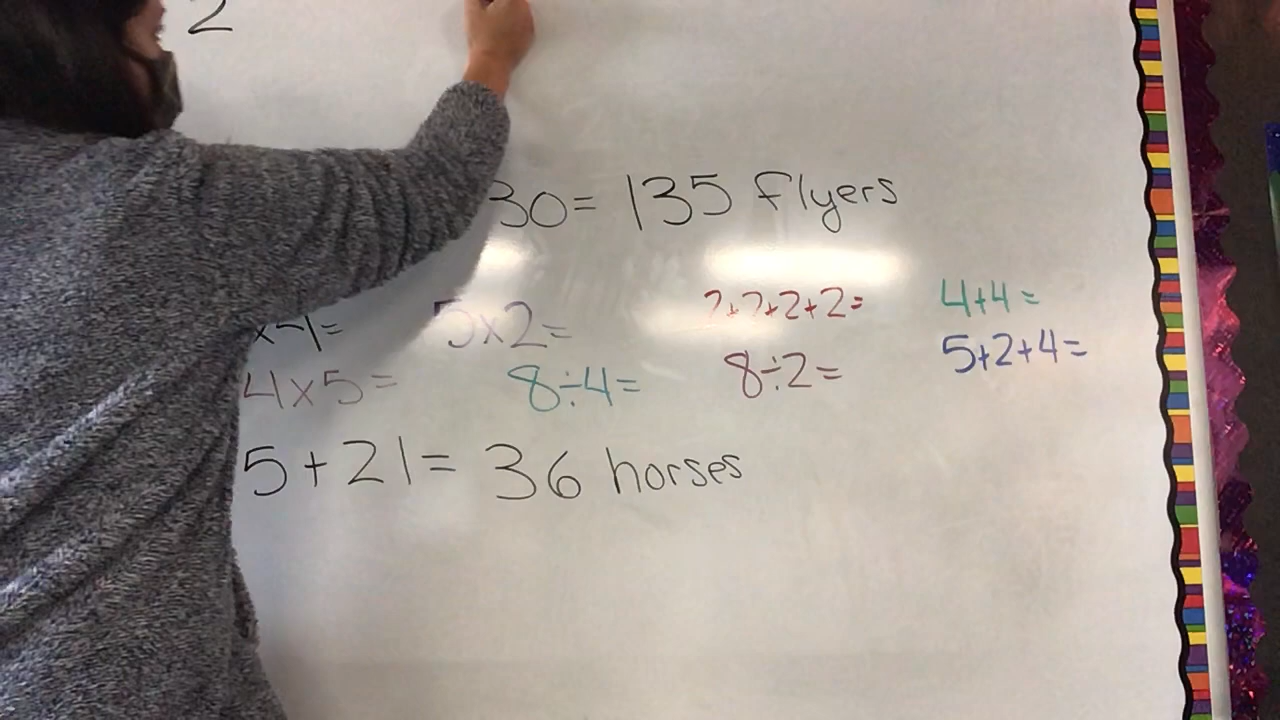 2
30= 135 flyers
5x2= 2+2+2+2= 4+4=
4x5= 8÷4= 8÷2= 5+2+4=
5+21= 36 horses